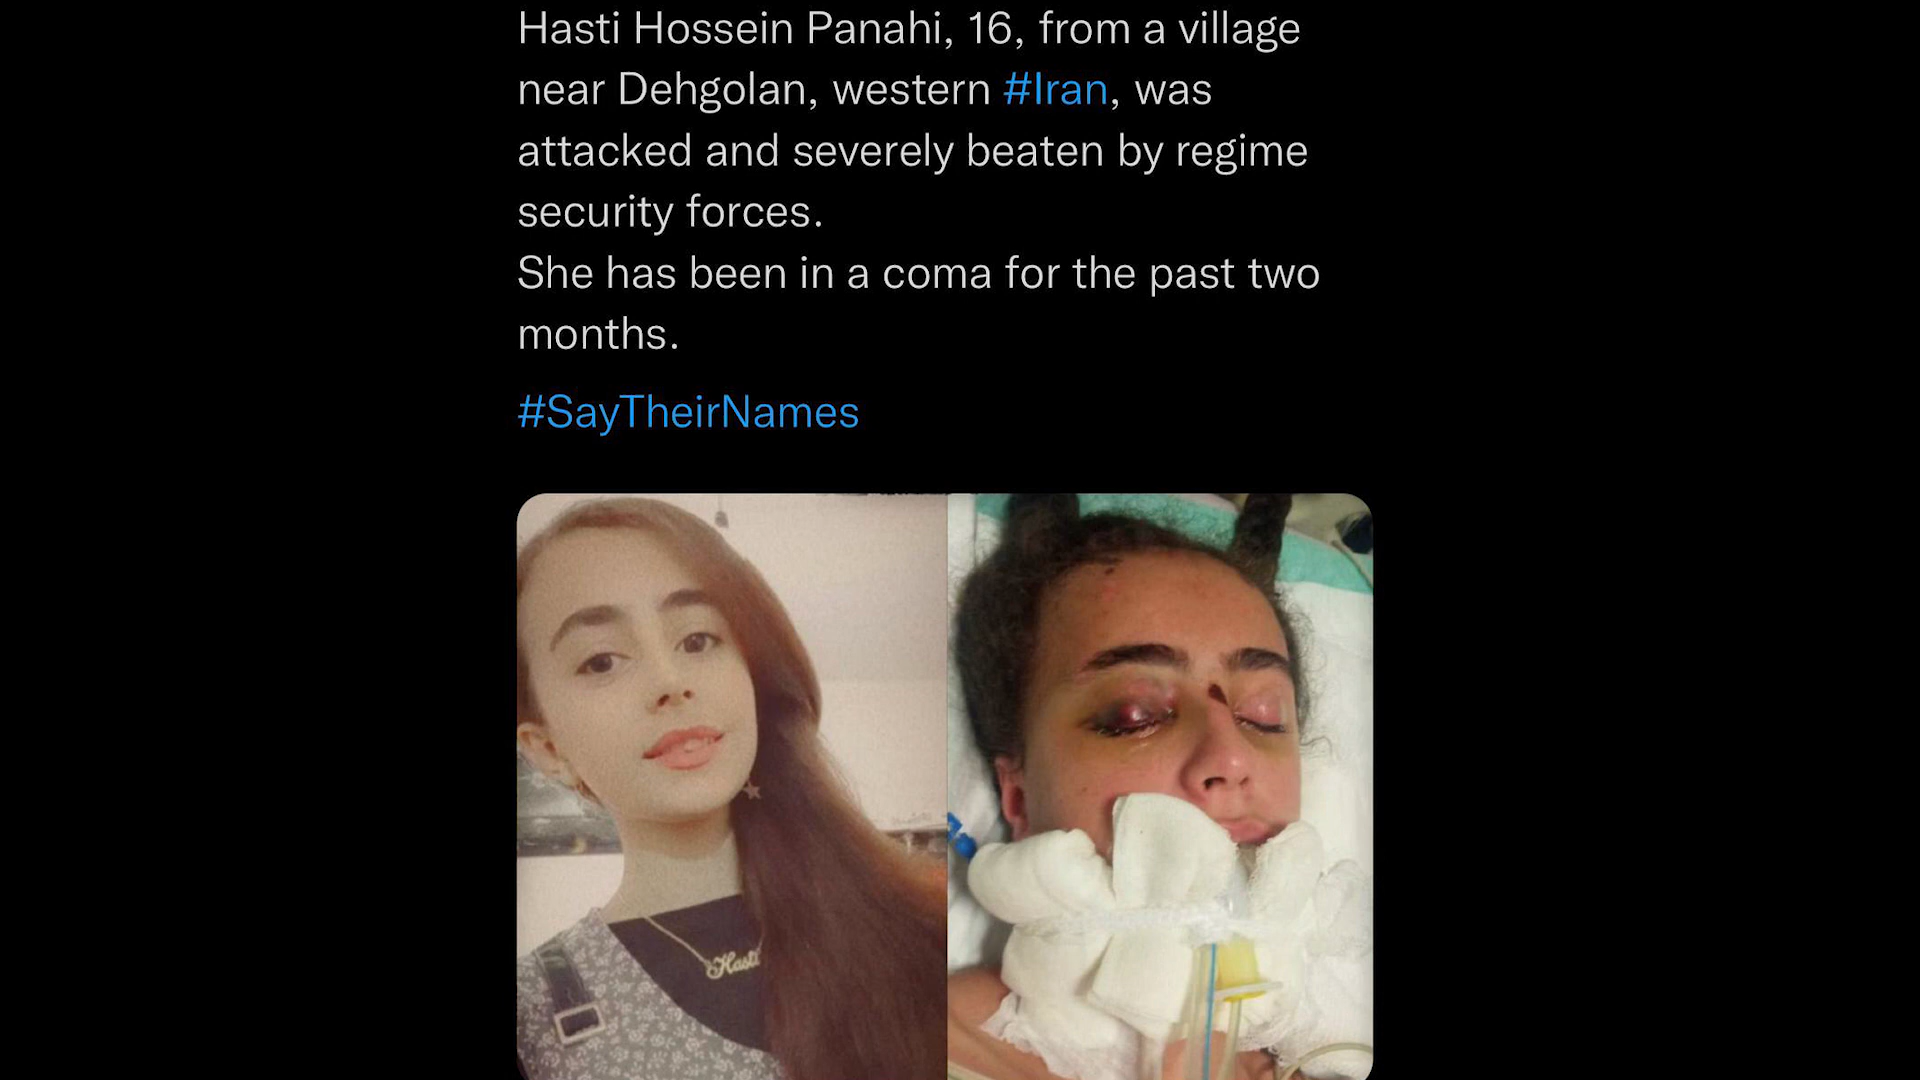 Hasti Hossein Panahi, 16, from a village
near Dehgolan, western #Iran, was
attacked and severely beaten by regime
security forces.
She has been in a coma for the past two
months.
#SayTheirNames
Hasti